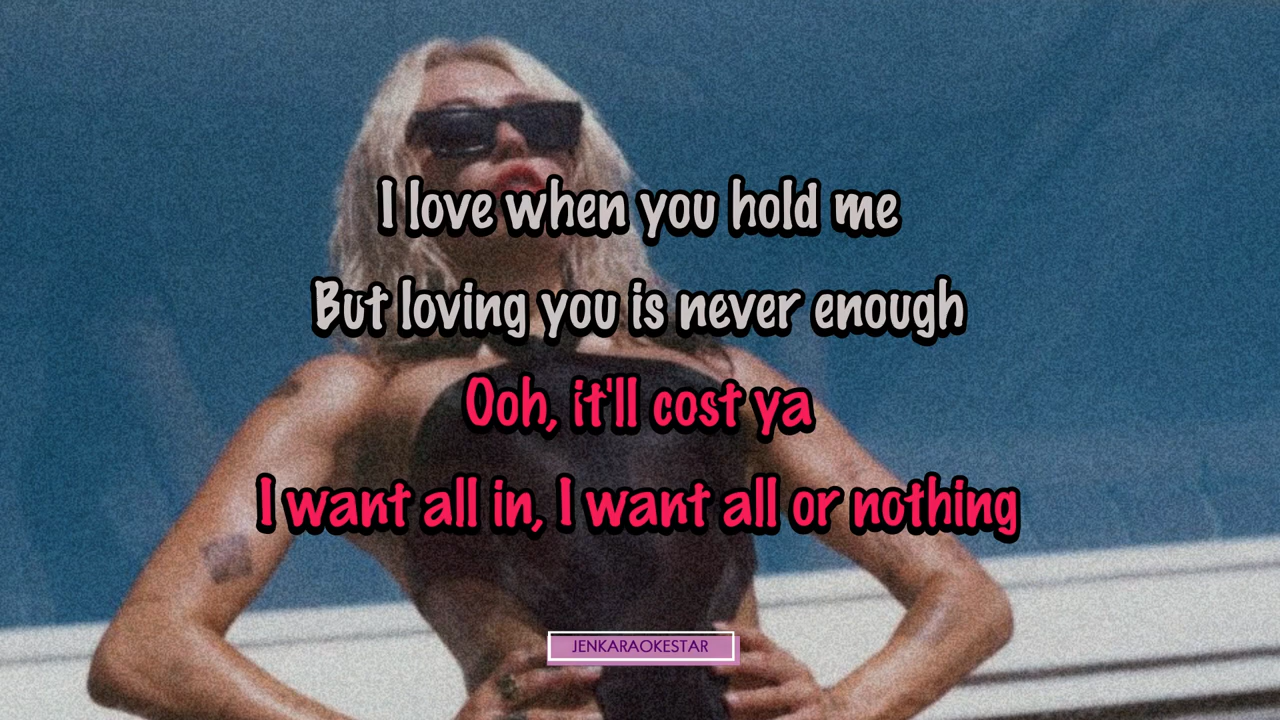 I love when you hold me
But loving you is never enough
Ooh, it'll cost ya
I want all in, I want all or nothing
JENKARAOKESTAR